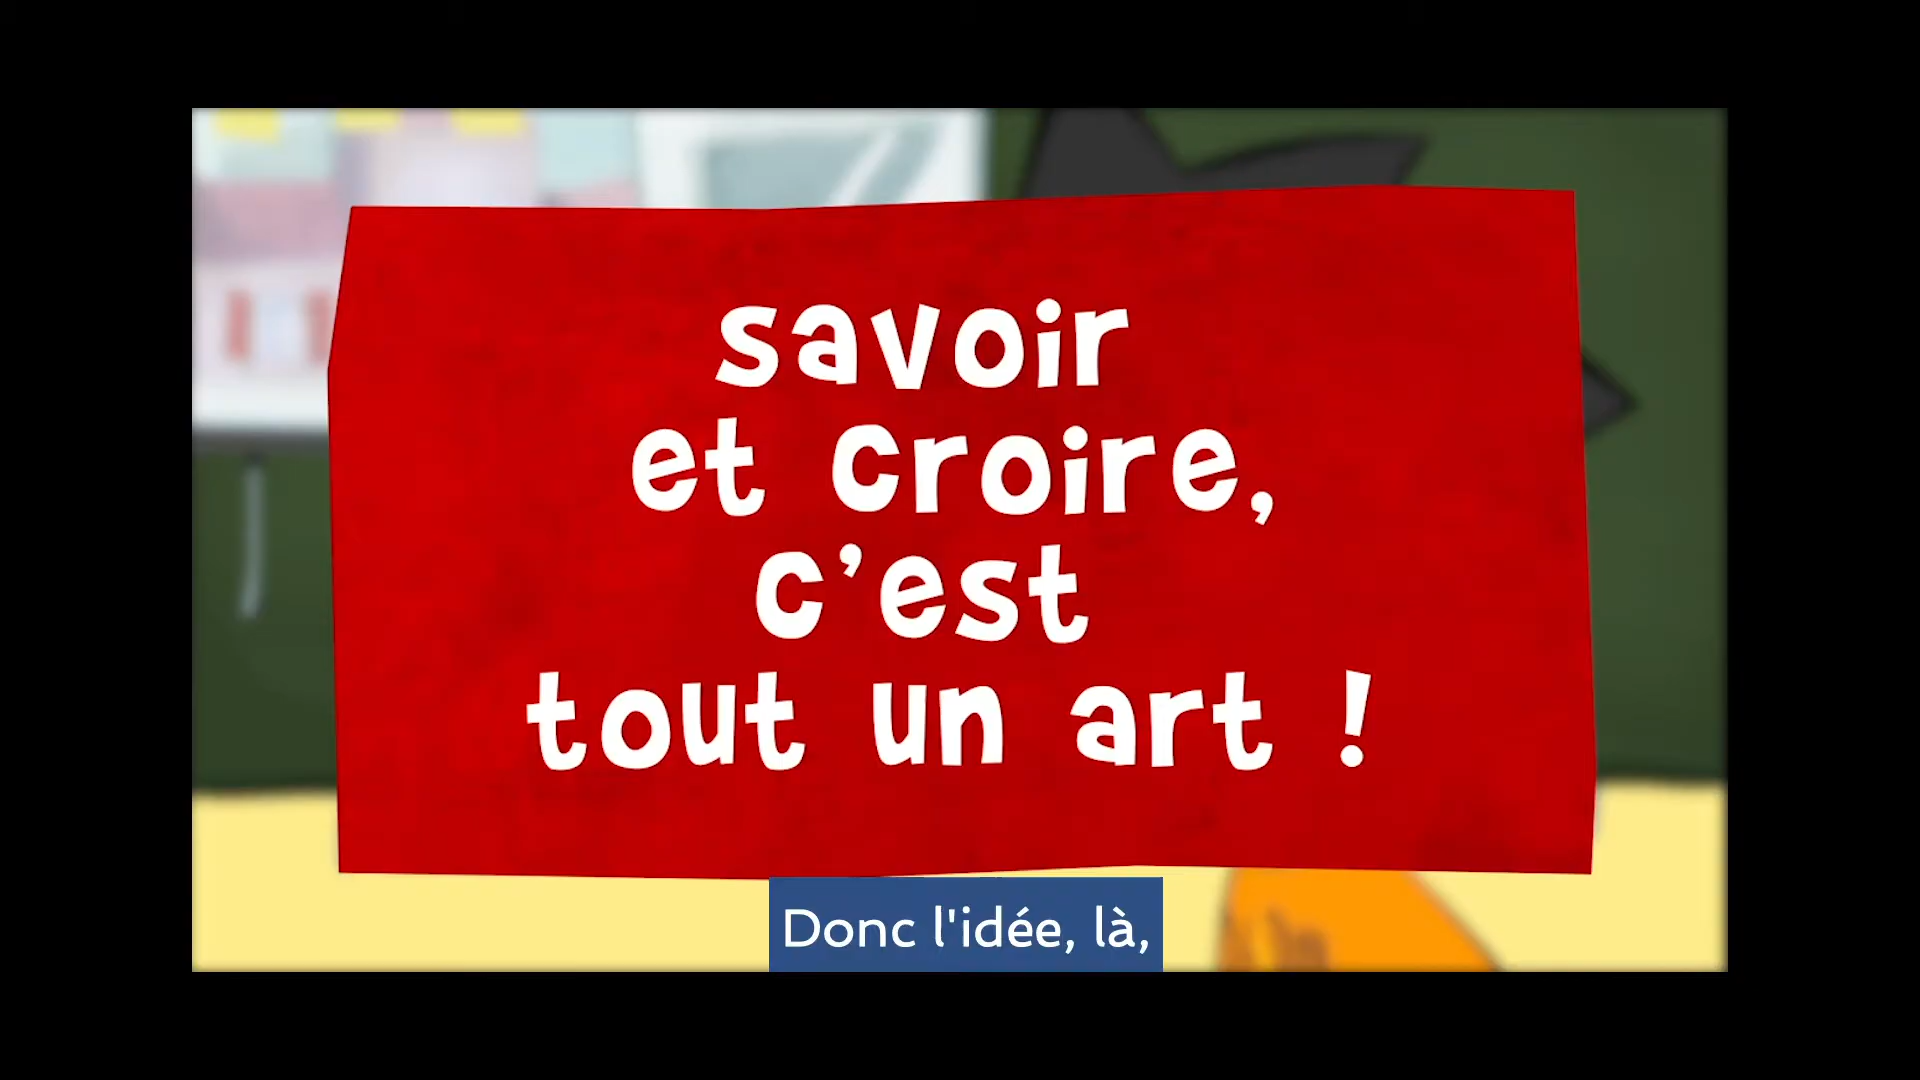 savoir
et croire,
c’est
tout un art !
Donc l'idée, là,